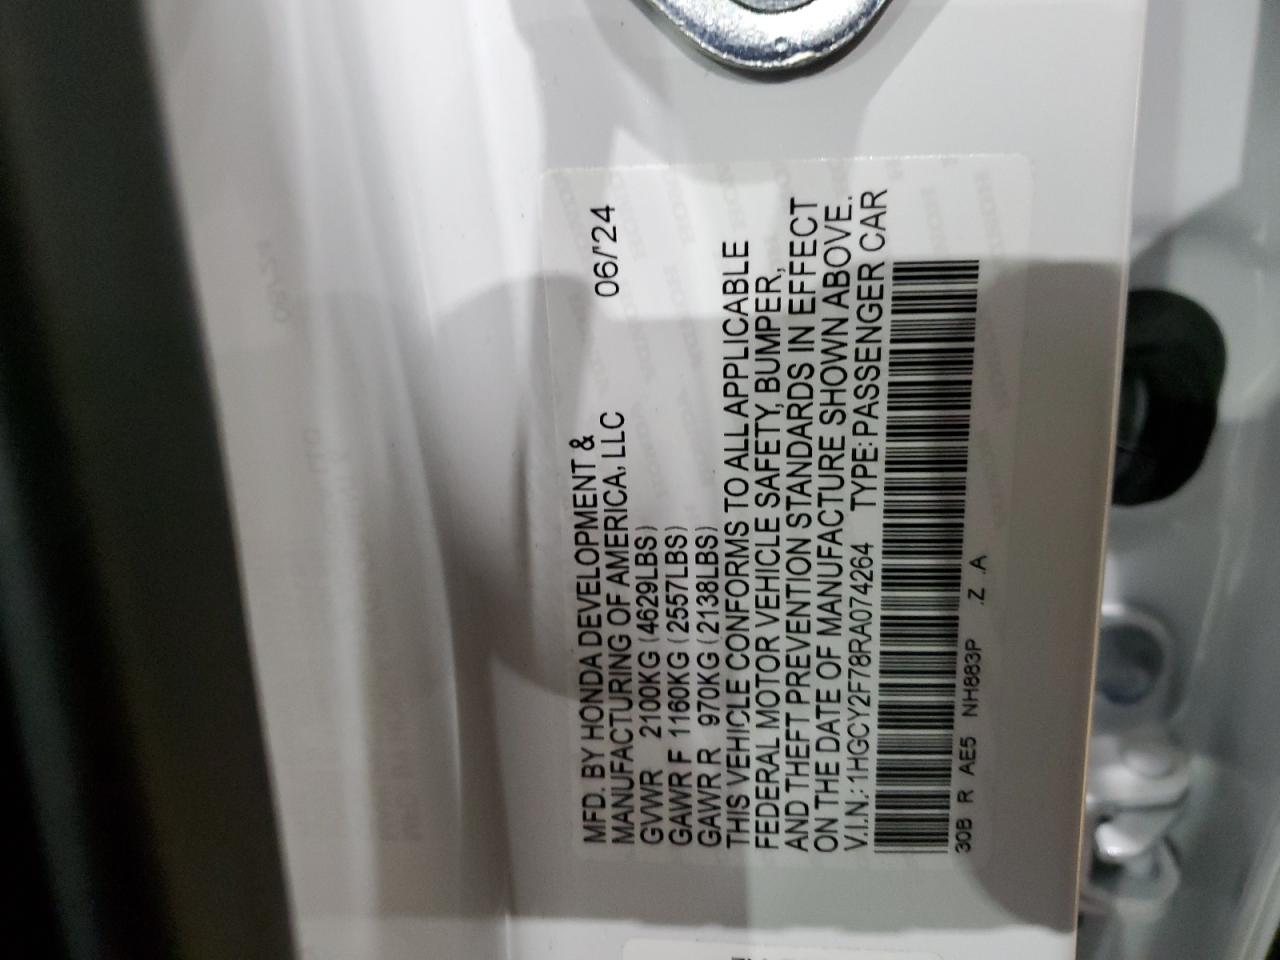 MFD. BY HONDA DEVELOPMENT &
MANUFACTURING OF AMERICA, LLC 06/'24
GVWR 2100KG (4629LBS)
GAWR F 1160KG (2557LBS)
GAWR R 970KG (2138LBS)
THIS VEHICLE CONFORMS TO ALL APPLICABLE
FEDERAL MOTOR VEHICLE SAFETY, BUMPER,
AND THEFT PREVENTION STANDARDS IN EFFECT
ON THE DATE OF MANUFACTURE SHOWN ABOVE.
V.I.N.: 1HGCY2F78RA074264 TYPE: PASSENGER CAR
30B R AE5 NH883P .Z .A